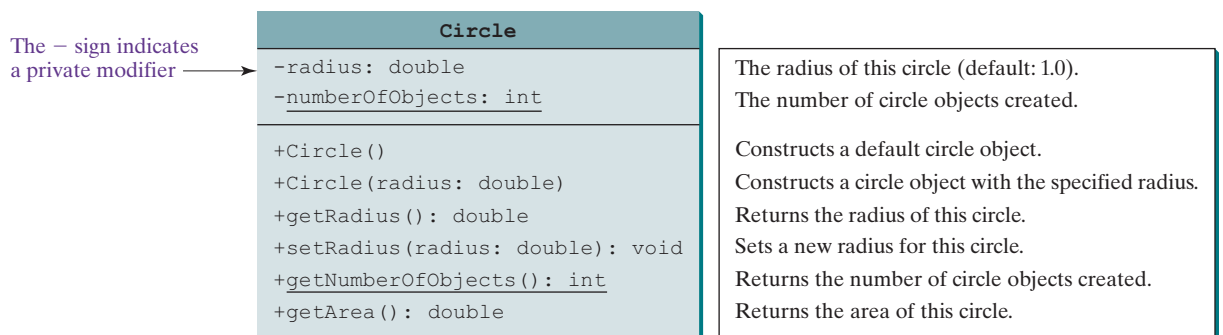 Circle
The − sign indicates
a private modifier
-radius: double
-numberOfObjects: int
The radius of this circle (default: 1.0).
The number of circle objects created.
+Circle()
+Circle(radius: double)
+getRadius(): double
+setRadius(radius: double): void
+getNumberOfObjects(): int
+getArea(): double
Constructs a default circle object.
Constructs a circle object with the specified radius.
Returns the radius of this circle.
Sets a new radius for this circle.
Returns the number of circle objects created.
Returns the area of this circle.